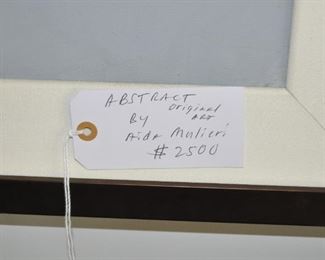 ABSTRACT
Original
BY ART
Aida Mulieri
# 2500